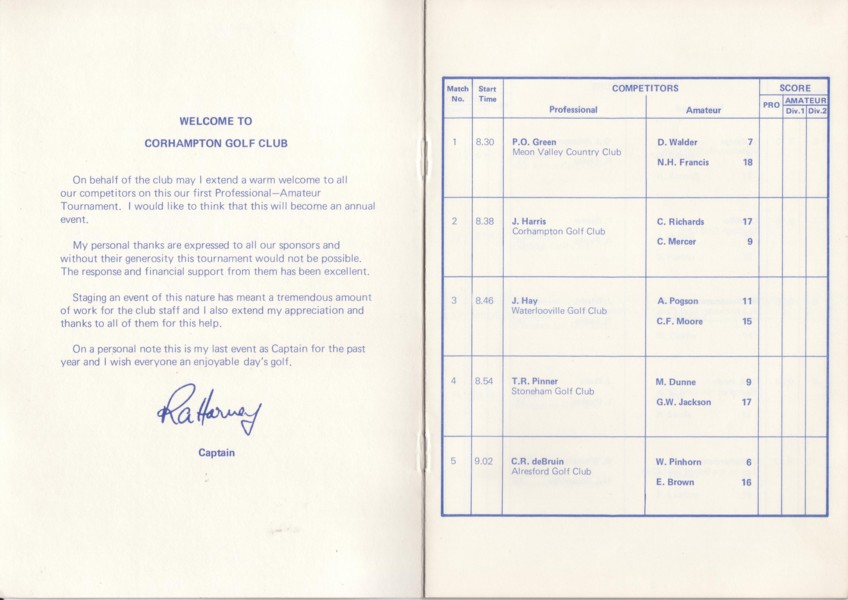 WELCOME TO
CORHAMPTON GOLF CLUB
On behalf of the club may I extend a warm welcome to all
our competitors on this our first Professional—Amateur
Tournament. I would like to think that this will become an annual
event.
My personal thanks are expressed to all our sponsors and
without their generosity this tournament would not be possible.
The response and financial support from them has been excellent.
Staging an event of this nature has meant a tremendous amount
of work for the club staff and I also extend my appreciation and
thanks to all of them for this help.
On a personal note this is my last event as Captain for the past
year and I wish everyone an enjoyable day's golf.
RaHarvey
Captain
Match No. Start Time COMPETITORS SCORE
Professional Amateur PRO AMATEUR
Div.1 Div.2
1 8.30 P.O. Green D. Walder 7
Meon Valley Country Club
N.H. Francis 18
2 8.38 J. Harris C. Richards 17
Corhampton Golf Club
C. Mercer 9
3 8.46 J. Hay A. Pogson 11
Waterlooville Golf Club
C.F. Moore 15
4 8.54 T.R. Pinner M. Dunne 9
Stoneham Golf Club
G.W. Jackson 17
5 9.02 C.R. deBruin W. Pinhorn 6
Alresford Golf Club
E. Brown 16